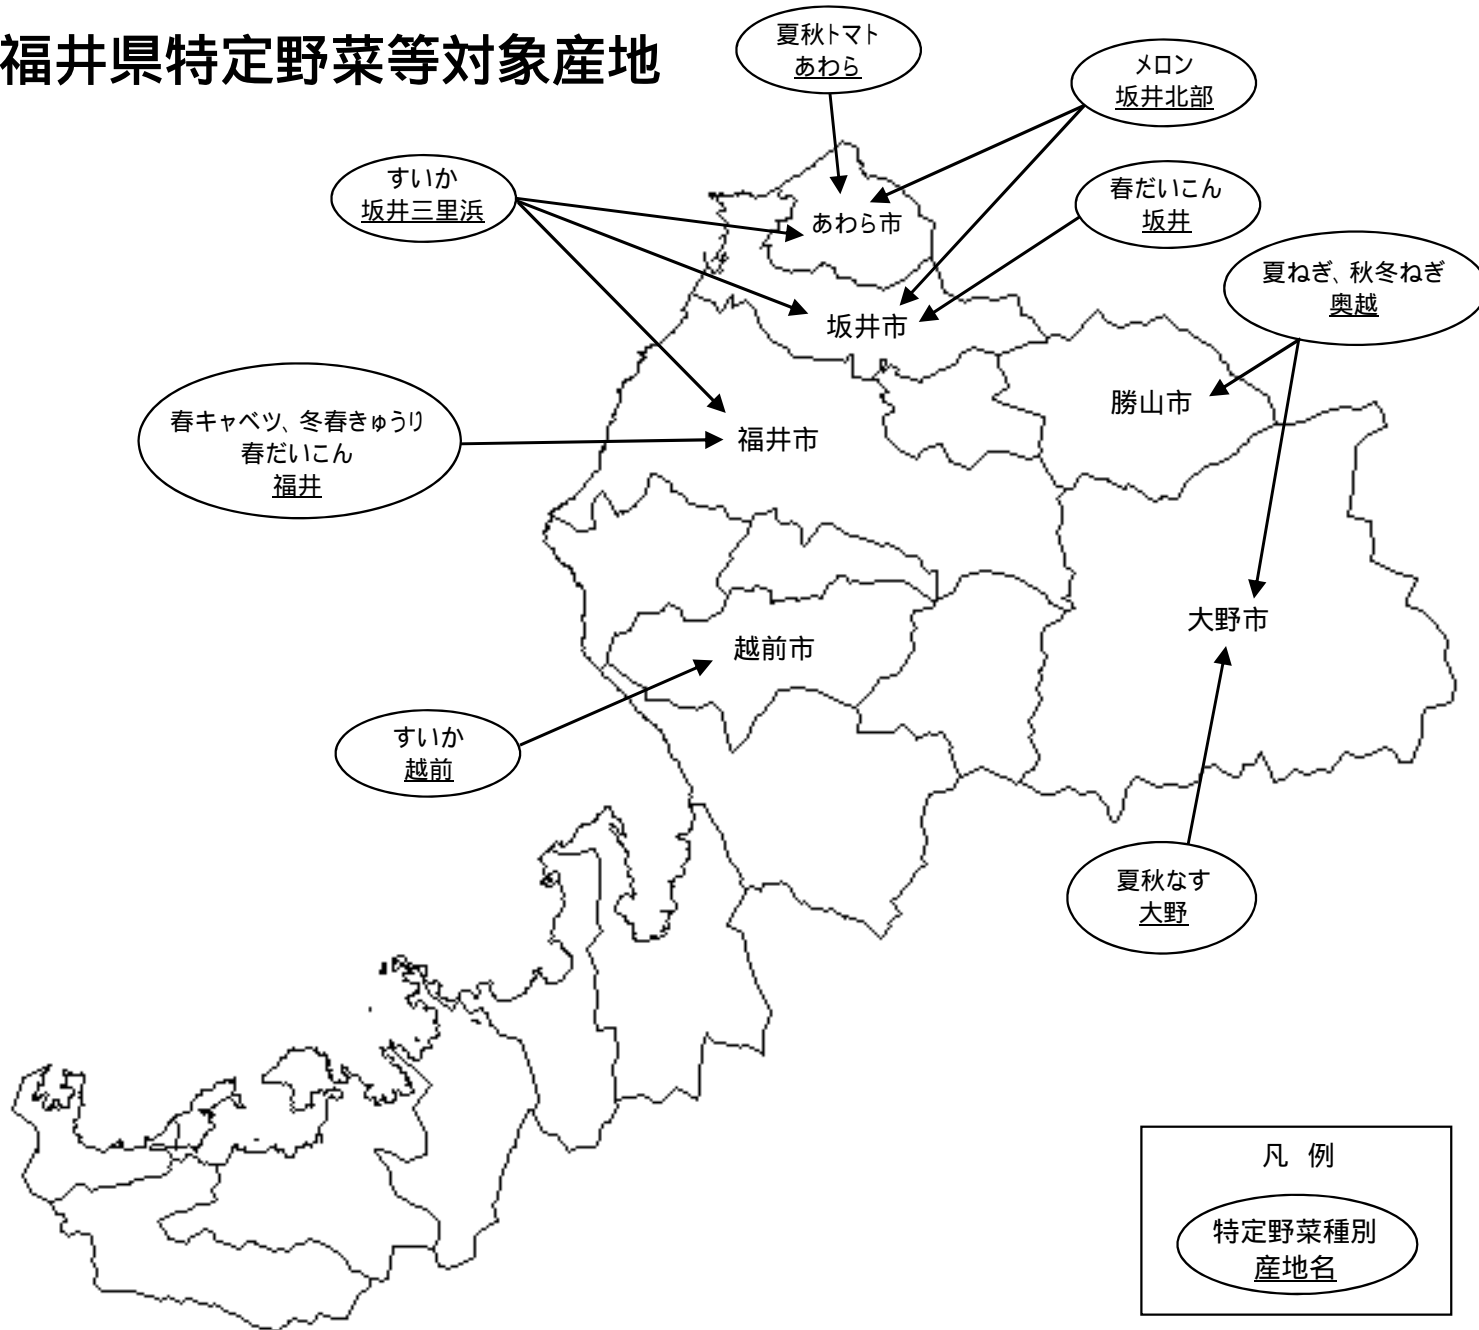 福井県特定野菜等対象産地
夏秋トマト
あわら
メロン
坂井北部
すいか
坂井三里浜
春だいこん
坂井
あわら市
夏ねぎ、秋冬ねぎ
奥越
坂井市
勝山市
春キャベツ、冬春きゅうり
春だいこん
福井
福井市
大野市
越前市
すいか
越前
夏秋なす
大野
凡 例
特定野菜種別
産地名